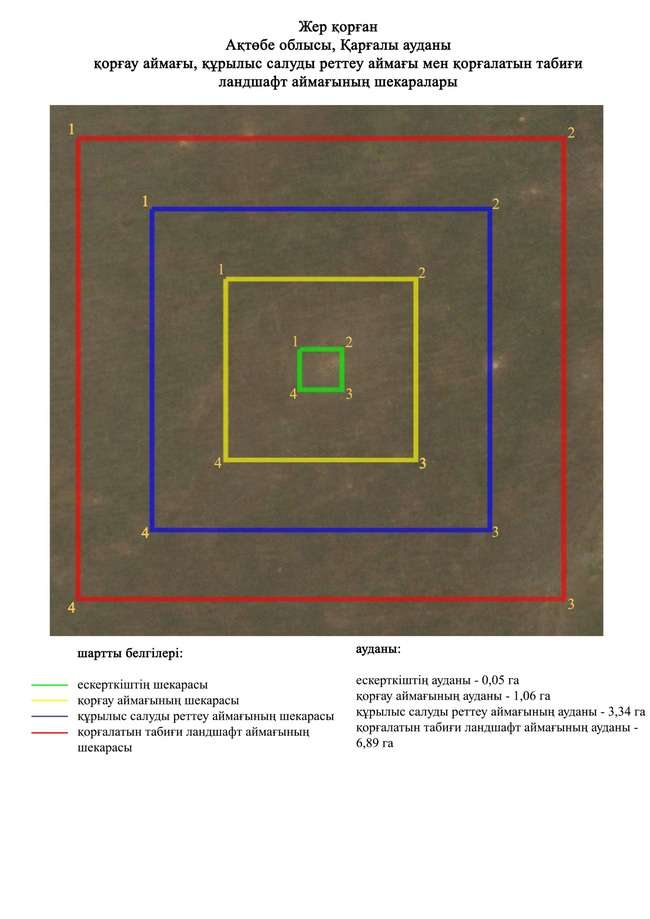 Жер қорған
Ақтөбе облысы, Қарғалы ауданы
қорғау аймағы, құрылыс салуды реттеу аймағы мен қорғалатын табиғи
ландшафт аймағының шекаралары
1 2
1 2
1 2
1 2
4 3
4 3
4 3
4 3
шартты белгілері:
ескерткіштің шекарасы
қорғау аймағының шекарасы
құрылыс салуды реттеу аймағының шекарасы
қорғалатын табиғи ландшафт аймағының
шекарасы
ауданы:
ескерткіштің ауданы - 0,05 га
қорғау аймағының ауданы - 1,06 га
құрылыс салуды реттеу аймағының ауданы - 3,34 га
қорғалатын табиғи ландшафт аймағының ауданы -
6,89 га